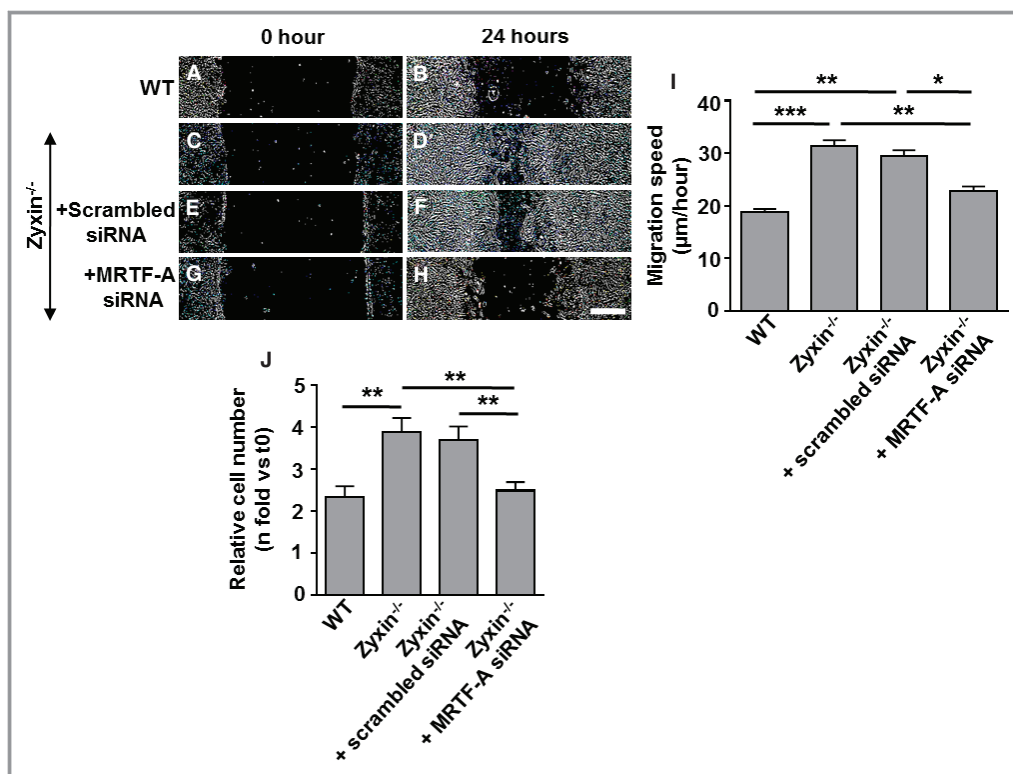 0 hour
24 hours
WT
A
B
C
D
Zyxin-/-
+Scrambled
siRNA
E
F
+MRTF-A
siRNA
G
H
I
** *
*** **
40
30
20
10
0
Migration speed
(µm/hour)
WT
Zyxin-/-
Zyxin-/-
+ scrambled siRNA
Zyxin-/-
+ MRTF-A siRNA
J
**
** **
5
4
3
2
1
0
Relative cell number
(n fold vs t0)
WT
Zyxin-/-
Zyxin-/-
+ scrambled siRNA
Zyxin-/-
+ MRTF-A siRNA